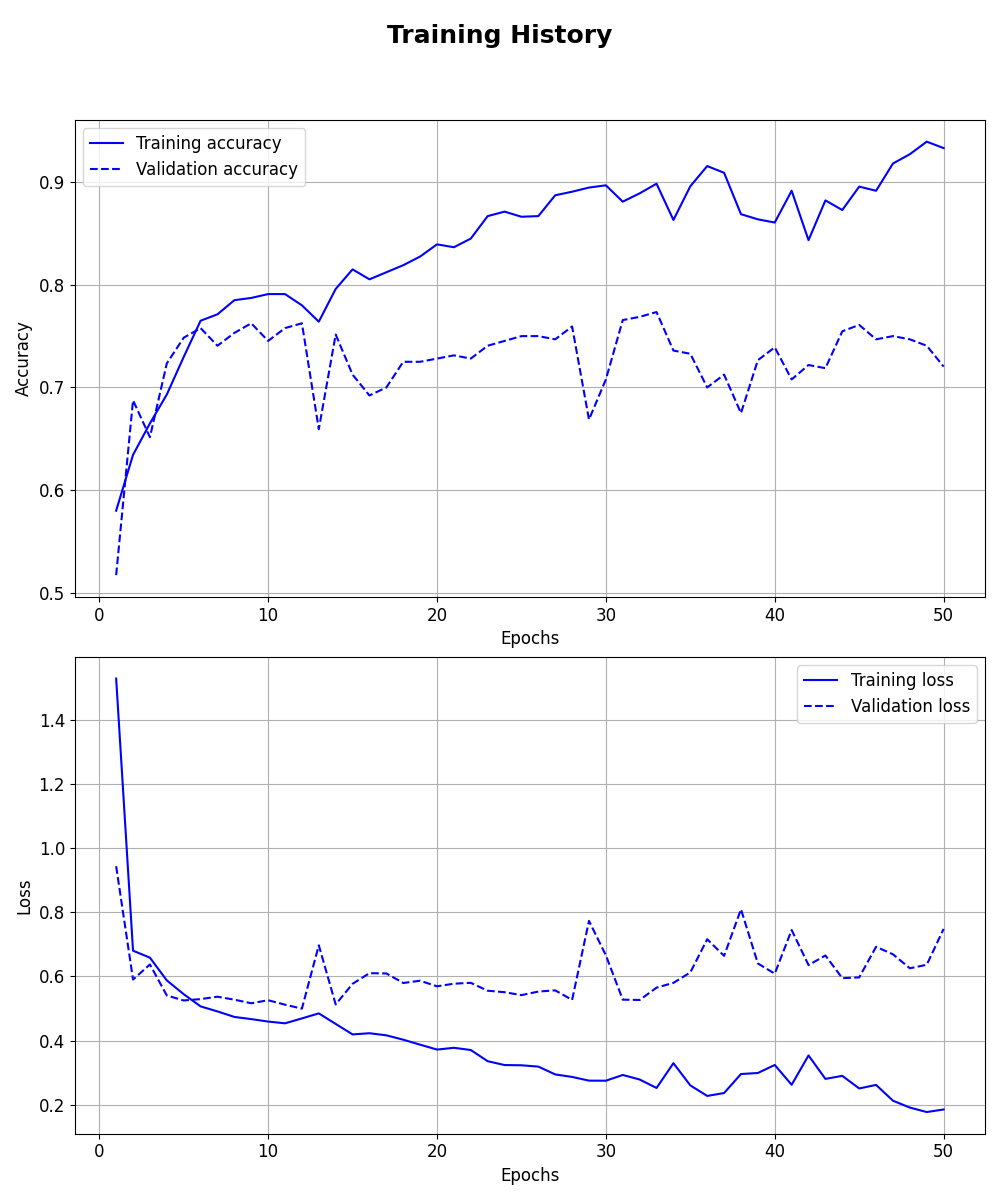 Training History
Training accuracy
Validation accuracy
0.9
0.8
0.7
0.6
0.5
Accuracy
0 10 20 30 40 50
Epochs
Training loss
Validation loss
1.4
1.2
1.0
0.8
0.6
0.4
0.2
Loss
0 10 20 30 40 50
Epochs